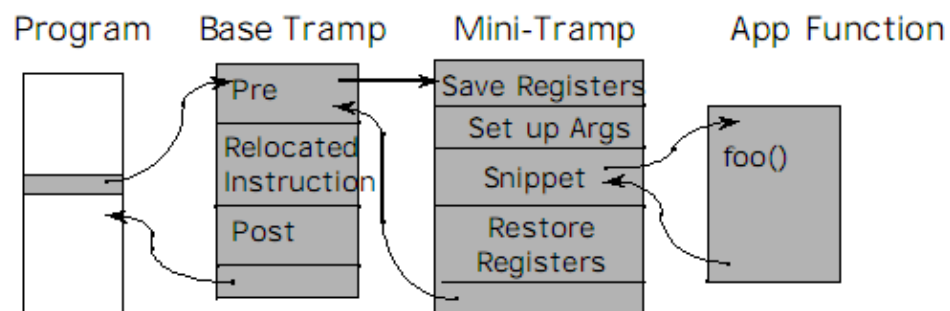 Program
Base Tramp
Mini-Tramp
App Function
Pre
Relocated
Instruction
Post
Save Registers
Set up Args
Snippet
Restore
Registers
foo()